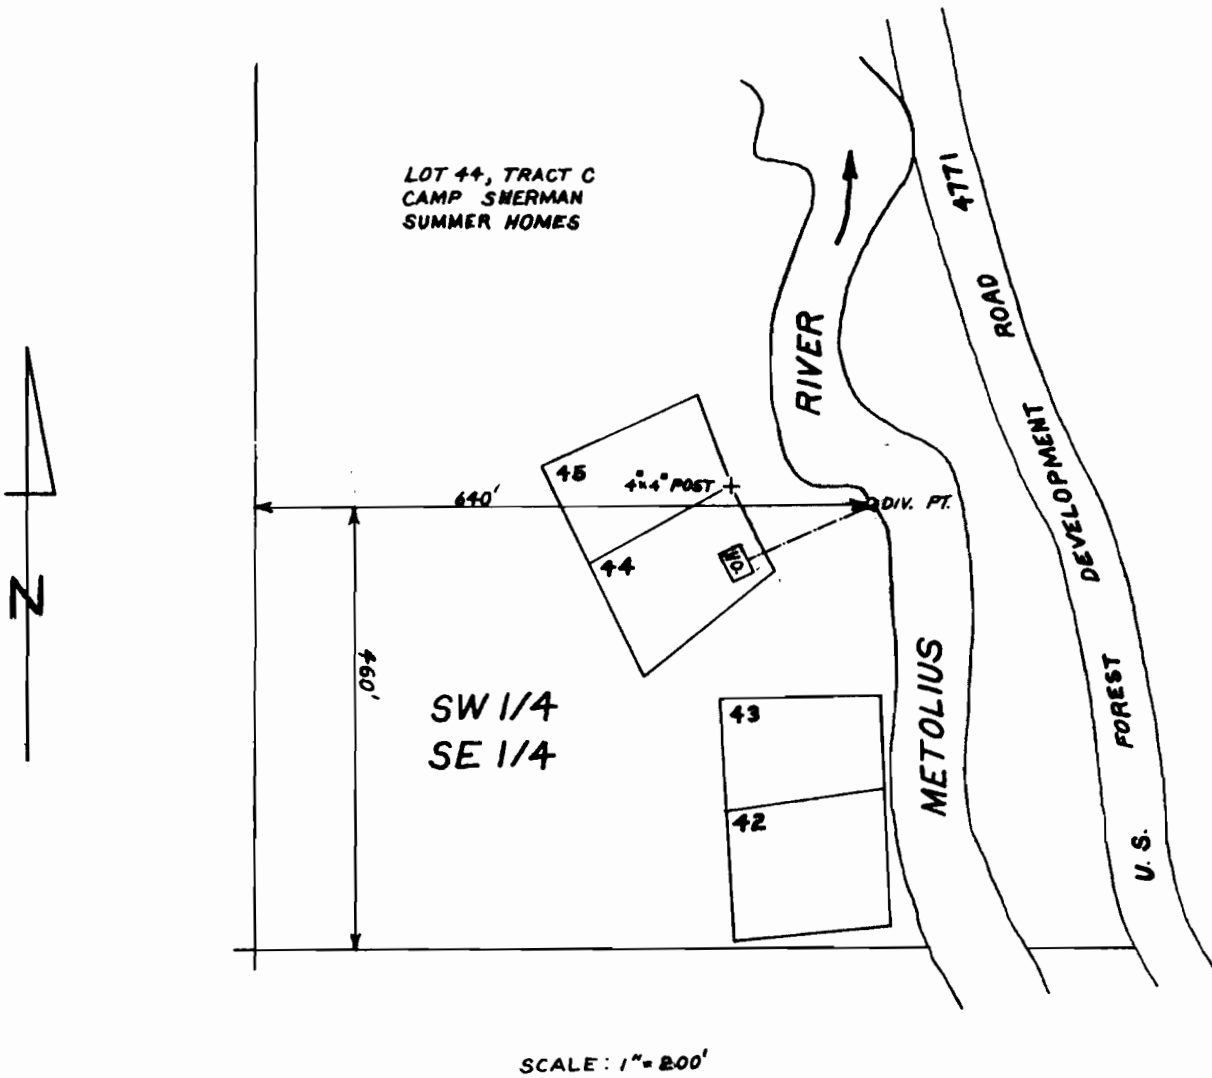 LOT 44, TRACT C
CAMP SHERMAN
SUMMER HOMES
4771
ROAD
DEVELOPMENT
FOREST
U.S.
RIVER
METOLIUS
45
4"x4" POST
640'
DIV. PT.
44
W.O.
460'
N
SW 1/4
SE 1/4
43
42
SCALE: 1"=200'